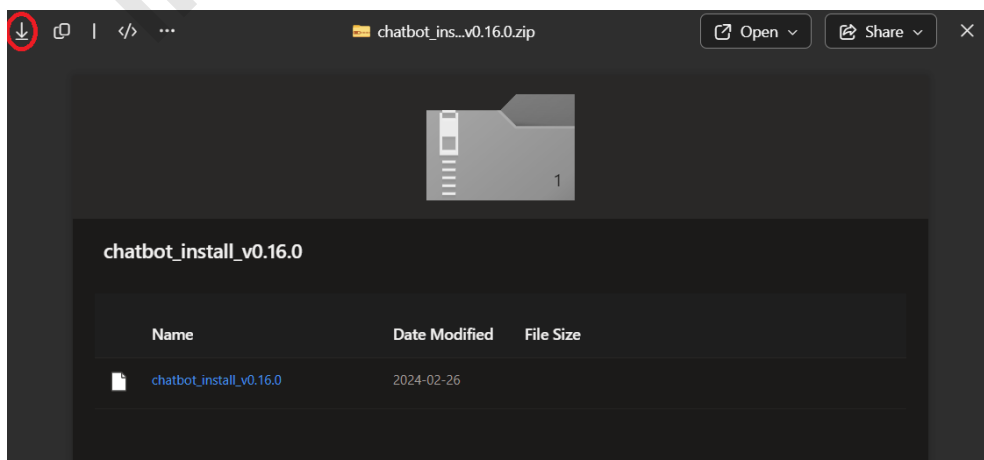 </> ... chatbot_ins...v0.16.0.zip Open Share
1
chatbot_install_v0.16.0
Name Date Modified File Size
chatbot_install_v0.16.0 2024-02-26